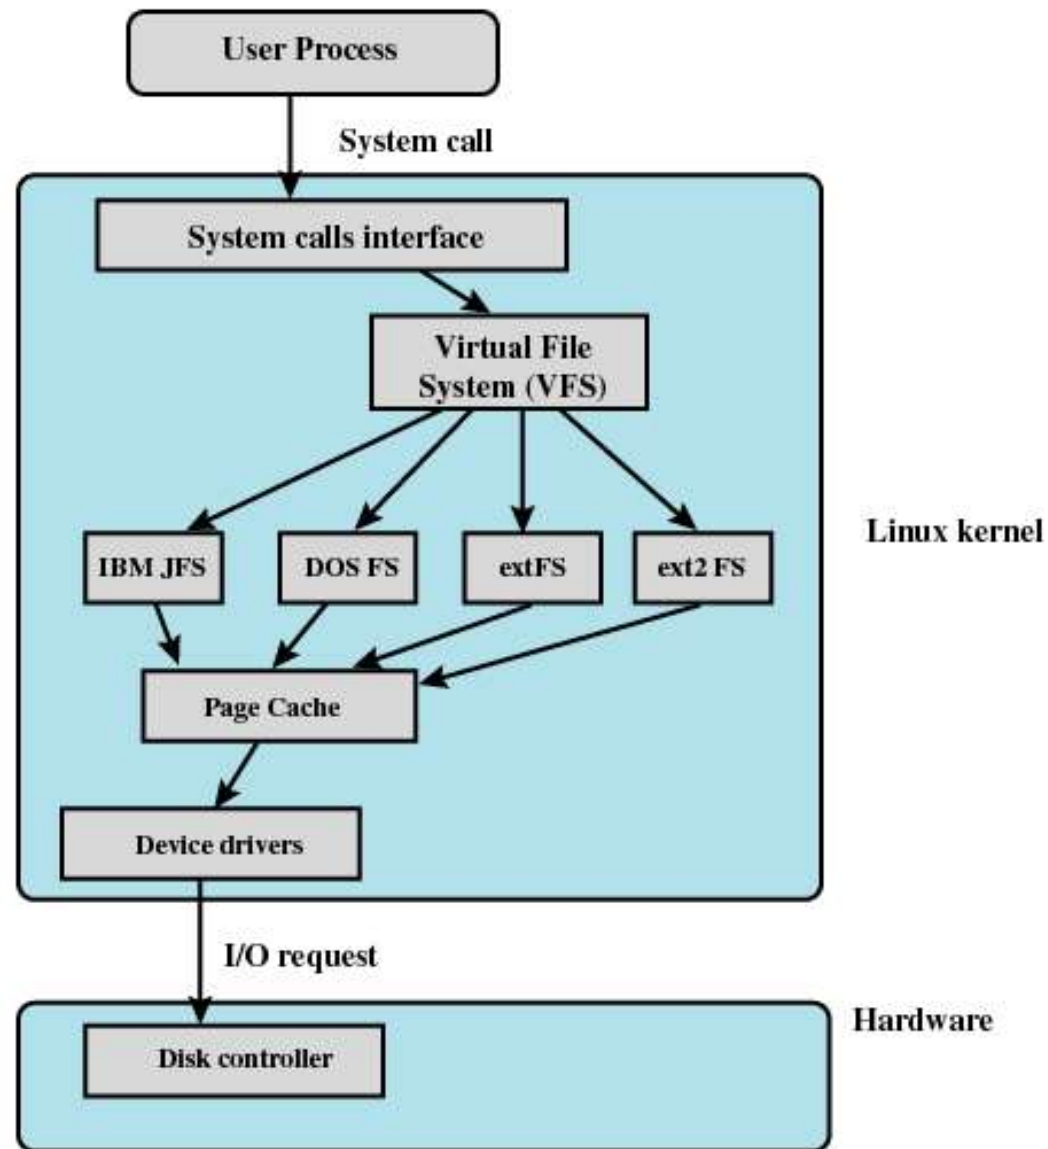 User Process
System call
System calls interface
Virtual File
System (VFS)
Linux kernel
IBM JFS
DOS FS
extFS
ext2 FS
Page Cache
Device drivers
I/O request
Hardware
Disk controller